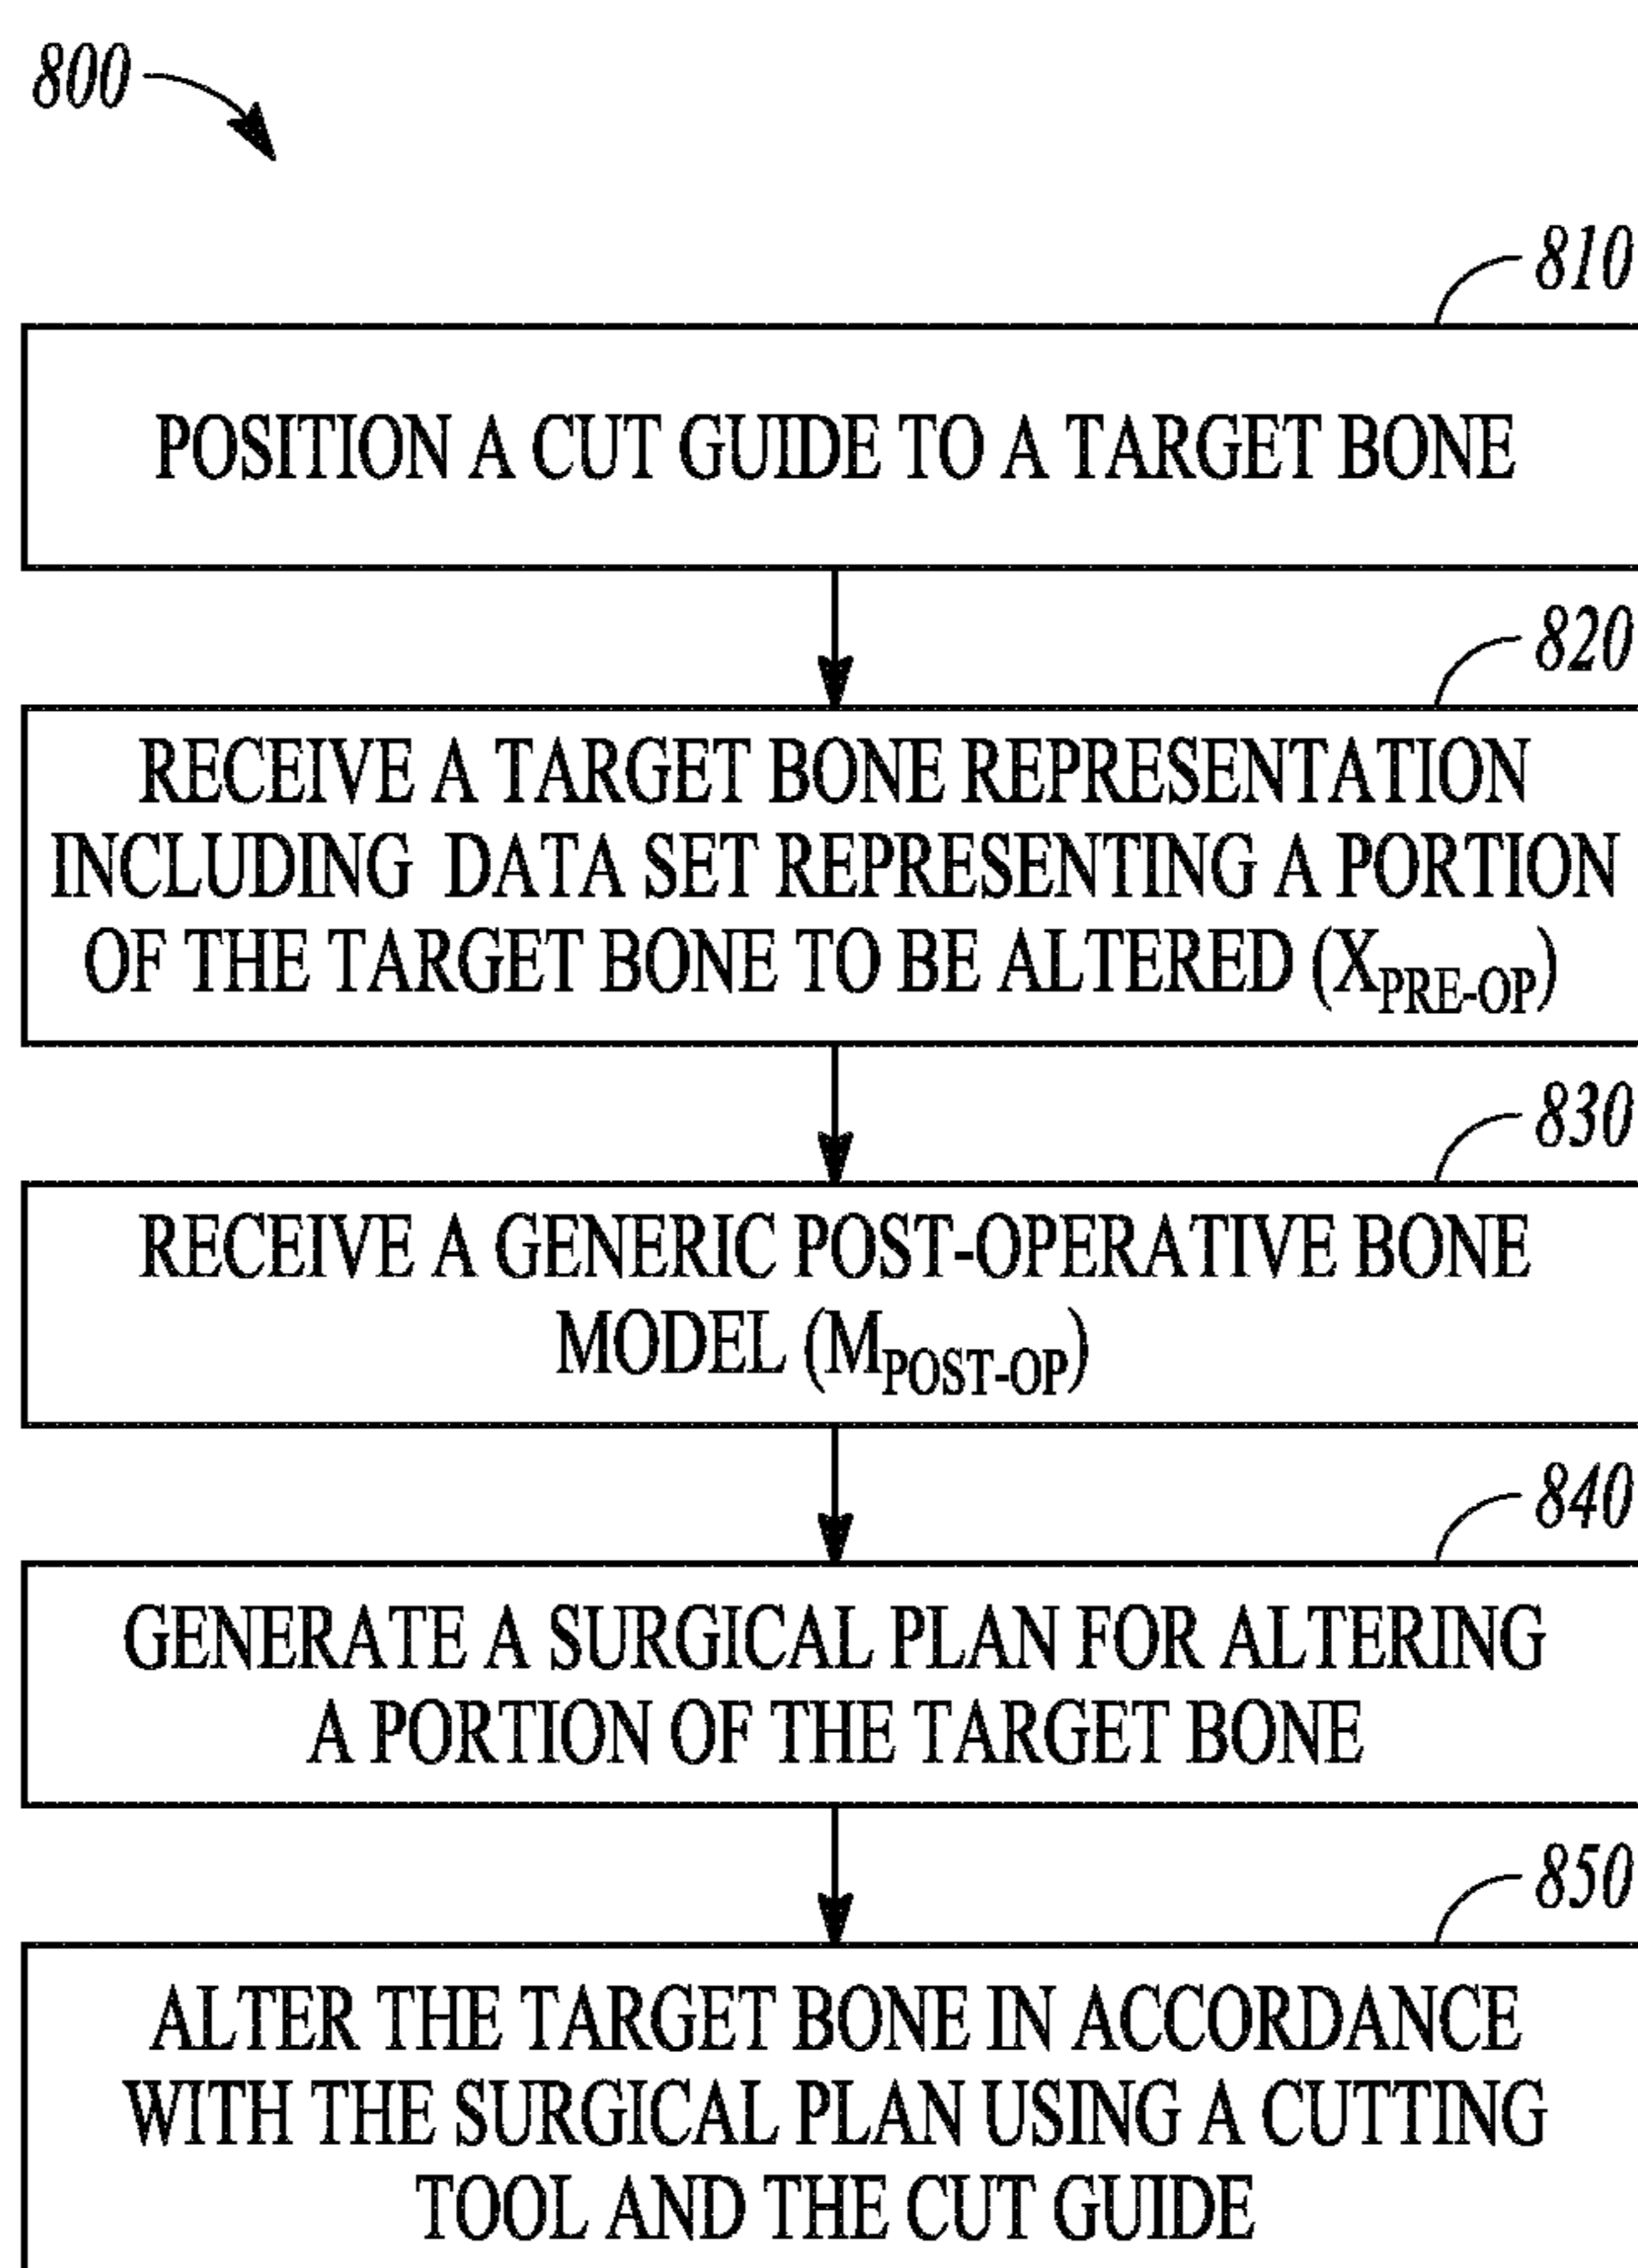 800
810
POSITION A CUT GUIDE TO A TARGET BONE
820
RECEIVE A TARGET BONE REPRESENTATION
INCLUDING DATA SET REPRESENTING A PORTION
OF THE TARGET BONE TO BE ALTERED (XPRE-OP)
830
RECEIVE A GENERIC POST-OPERATIVE BONE
MODEL (MPOST-OP)
840
GENERATE A SURGICAL PLAN FOR ALTERING
A PORTION OF THE TARGET BONE
850
ALTER THE TARGET BONE IN ACCORDANCE
WITH THE SURGICAL PLAN USING A CUTTING
TOOL AND THE CUT GUIDE